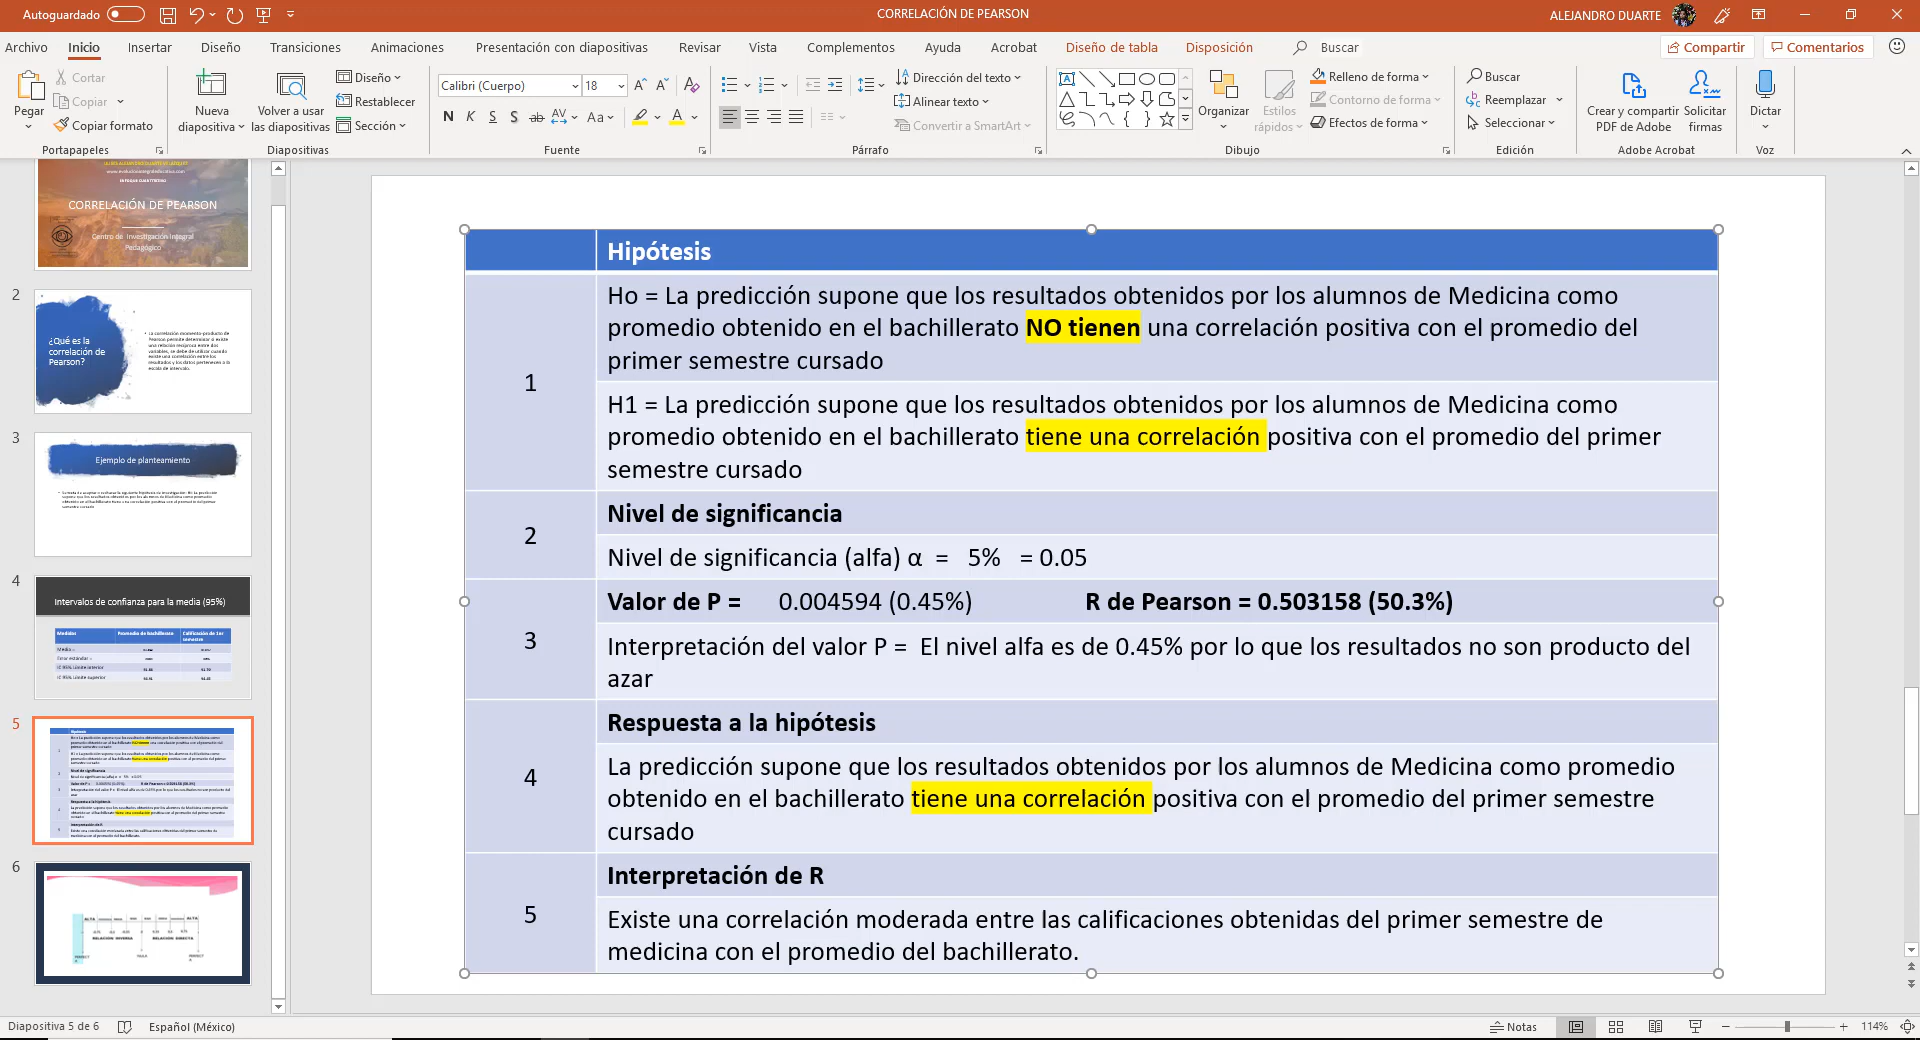 Autoguardado
CORRELACIÓN DE PEARSON
ALEJANDRO DUARTE
Archivo Inicio Insertar Diseño Transiciones Animaciones Presentación con diapositivas Revisar Vista Complementos Ayuda Acrobat Diseño de tabla Disposición Buscar Compartir Comentarios
Pegar
Cortar
Copiar
Copiar formato
Portapapeles
Nueva diapositiva
Volver a usar las diapositivas
Diseño
Restablecer
Sección
Diapositivas
Calibri (Cuerpo) 18
N K S S ab AV Aa A
Fuente
Dirección del texto
Alinear texto
Convertir a SmartArt
Párrafo
Organizar
Estilos rápidos
Relleno de forma
Contorno de forma
Efectos de forma
Dibujo
Buscar
Reemplazar
Seleccionar
Edición
Crear y compartir PDF de Adobe
Solicitar firmas
Adobe Acrobat
Dictar
Voz
CORRELACIÓN DE PEARSON
Centro de Investigación Integral
Pedagógico
2
¿Qué es la
correlación de
Pearson?
3
Ejemplo de planteamiento
4
Intervalos de confianza para la media (95%)
5
6
Hipótesis
1
Ho = La predicción supone que los resultados obtenidos por los alumnos de Medicina como
promedio obtenido en el bachillerato NO tienen una correlación positiva con el promedio del
primer semestre cursado
H1 = La predicción supone que los resultados obtenidos por los alumnos de Medicina como
promedio obtenido en el bachillerato tiene una correlación positiva con el promedio del primer
semestre cursado
2
Nivel de significancia
Nivel de significancia (alfa) α = 5% = 0.05
3
Valor de P = 0.004594 (0.45%) R de Pearson = 0.503158 (50.3%)
Interpretación del valor P = El nivel alfa es de 0.45% por lo que los resultados no son producto del
azar
4
Respuesta a la hipótesis
La predicción supone que los resultados obtenidos por los alumnos de Medicina como promedio
obtenido en el bachillerato tiene una correlación positiva con el promedio del primer semestre
cursado
5
Interpretación de R
Existe una correlación moderada entre las calificaciones obtenidas del primer semestre de
medicina con el promedio del bachillerato.
Diapositiva 5 de 6 Español (México) Notas 114%